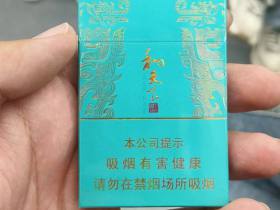 和天下
本公司提示
吸烟有害健康
请勿在禁烟场所吸烟